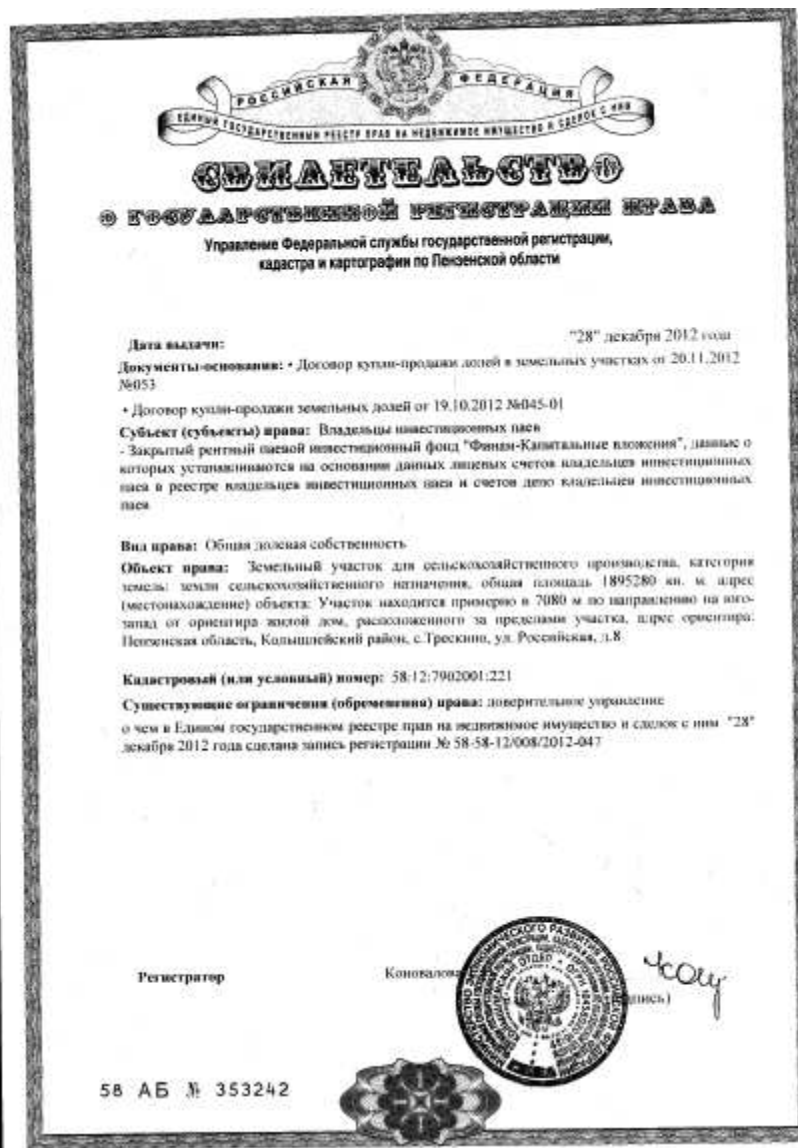 РОССИЙСКАЯ ФЕДЕРАЦИЯ
ЕДИНЫЙ ГОСУДАРСТВЕННЫЙ РЕЕСТР ПРАВ НА НЕДВИЖИМОЕ ИМУЩЕСТВО И СДЕЛОК С НИМ
СВИДЕТЕЛЬСТВО
О ГОСУДАРСТВЕННОЙ РЕГИСТРАЦИИ ПРАВА
Управление Федеральной службы государственной регистрации,
кадастра и картографии по Пензенской области
Дата выдачи: "28" декабря 2012 года
Документы-основания: • Договор купли-продажи долей в земельных участках от 20.11.2012
№053
• Договор купли-продажи земельных долей от 19.10.2012 №045-01
Субъект (субъекты) права: Владельцы инвестиционных паев
- Закрытый рентный паевой инвестиционный фонд "Финам-Капитальные вложения", данные о
которых устанавливаются на основании данных лицевых счетов владельцев инвестиционных
паев в реестре владельцев инвестиционных паев и счетов депо владельцев инвестиционных
паев
Вид права: Общая долевая собственность
Объект права: Земельный участок для сельскохозяйственного производства, категория
земель: земли сельскохозяйственного назначения, общая площадь 1895280 кв. м. адрес
(местонахождение) объекта: Участок находится примерно в 7080 м по направлению на юго-
запад от ориентира жилой дом, расположенного за пределами участка, адрес ориентира:
Пензенская область, Колышлейский район, с.Трескино, ул. Российская, д.8
Кадастровый (или условный) номер: 58:12:7902001:221
Существующие ограничения (обременения) права: доверительное управление
о чем в Едином государственном реестре прав на недвижимое имущество и сделок с ним "28"
декабря 2012 года сделана запись регистрации № 58-58-12/008/2012-047
Регистратор Коновалова
58 АБ № 353242